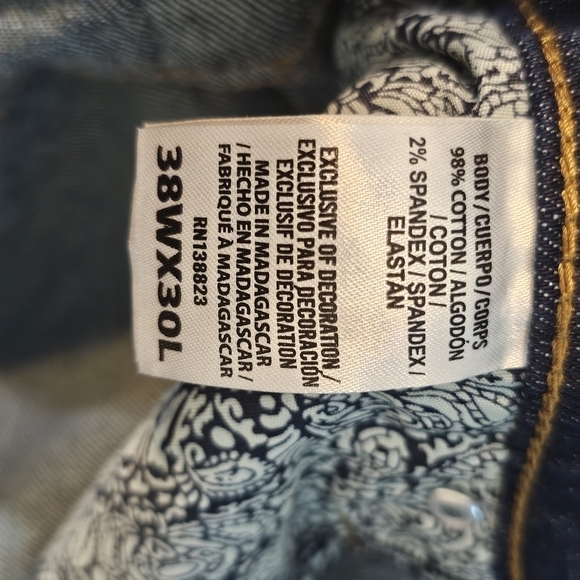 BODY/CUERPO/CORPS
98% COTTON / ALGODÓN
/ COTON /
2% SPANDEX / SPANDEX /
ELASTÁN
EXCLUSIVE OF DECORATION /
EXCLUSIVO PARA DECORACIÓN
EXCLUSIF DE DÉCORATION
MADE IN MADAGASCAR
/ HECHO EN MADAGASCAR /
FABRIQUÉ À MADAGASCAR
RN138823
38WX30L